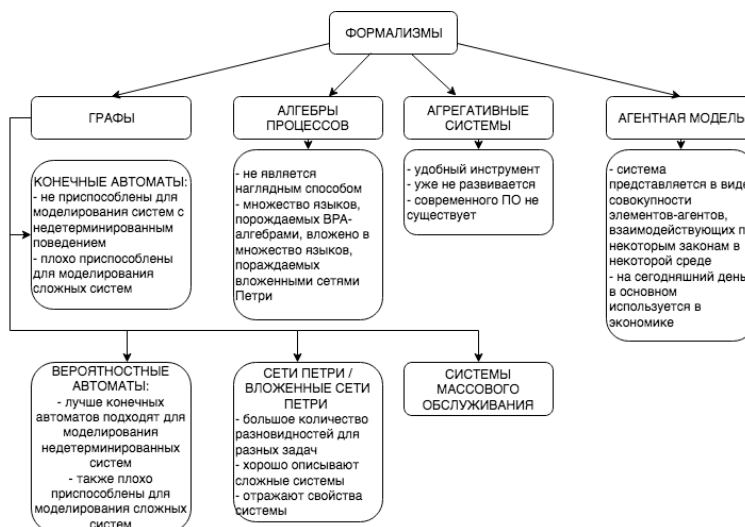 ФОРМАЛИЗМЫ
ГРАФЫ
АЛГЕБРЫ
ПРОЦЕССОВ
АГРЕГАТИВНЫЕ
СИСТЕМЫ
АГЕНТНАЯ МОДЕЛЬ
КОНЕЧНЫЕ АВТОМАТЫ:
- не приспособлены для
моделирования систем с
недетерминированным
поведением
- плохо приспособлены
для моделирования
сложных систем
- не является
наглядным способом
- множество языков,
порождаемых BPA-
алгебрами, вложено в
множество языков,
пораждаемых
вложенными сетями
Петри
- удобный инструмент
- уже не развивается
- современного ПО не
существует
- система
представляется в виде
совокупности
элементов-агентов,
взаимодействующих п
некоторым законам в
некоторой среде
- на сегодняшний день
в основном
используется в
экономике
ВЕРОЯТНОСТНЫЕ
АВТОМАТЫ:
- лучше конечных
автоматов подходят для
моделирования
недетерминированных
систем
- также плохо
приспособлены для
моделирования сложных
систем
СЕТИ ПЕТРИ /
ВЛОЖЕННЫЕ СЕТИ
ПЕТРИ
- большое количество
разновидностей для
разных задач
- хорошо описывают
сложные системы
- отражают свойства
системы
СИСТЕМЫ
МАССОВОГО
ОБСЛУЖИВАНИЯ